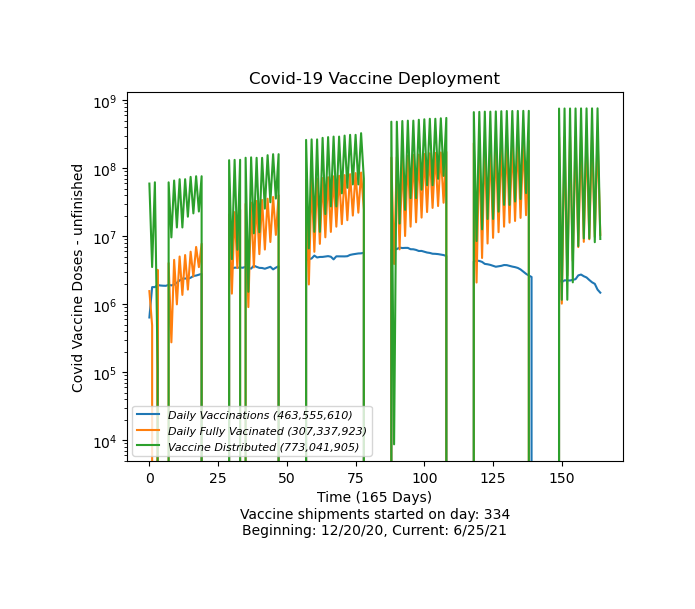 Covid-19 Vaccine Deployment
Covid Vaccine Doses - unfinished
10⁹
10⁸
10⁷
10⁶
10⁵
10⁴
Daily Vaccinations (463,555,610)
Daily Fully Vacinated (307,337,923)
Vaccine Distributed (773,041,905)
0 25 50 75 100 125 150
Time (165 Days)
Vaccine shipments started on day: 334
Beginning: 12/20/20, Current: 6/25/21